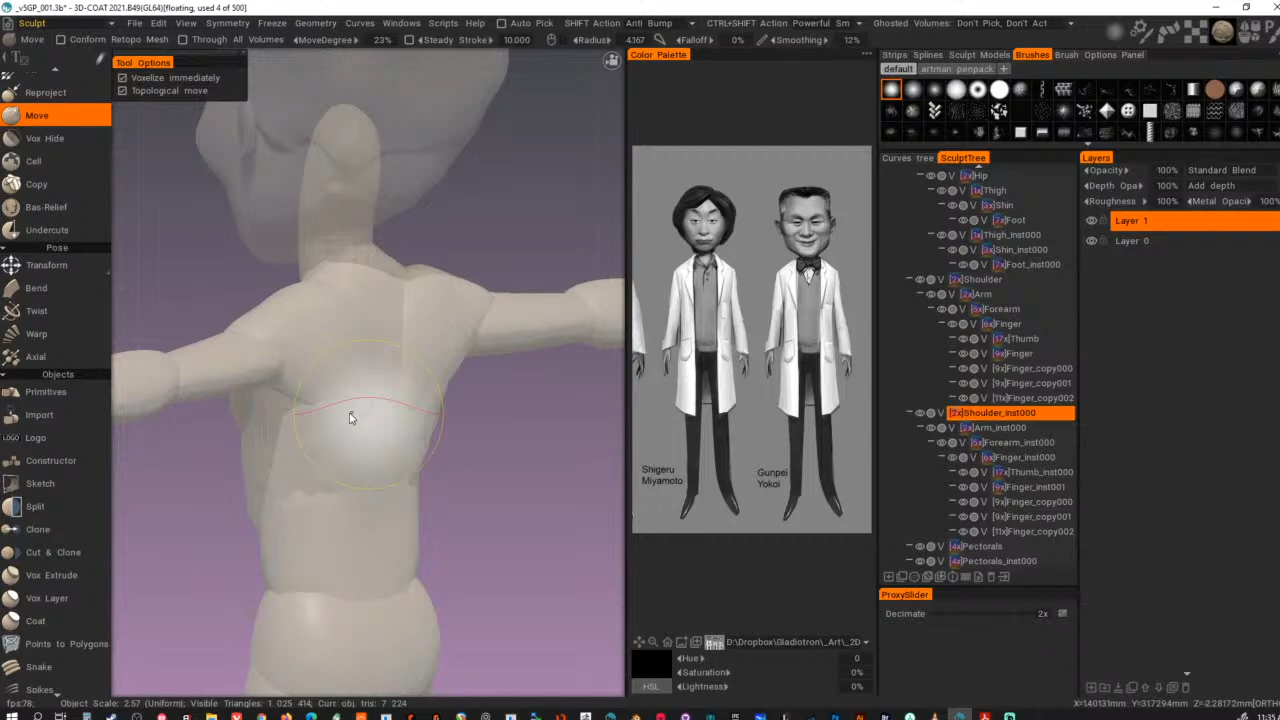 _v5GP_001.3b* - 3D-COAT 2021.B49(GL64)[floating, used 4 of 500]
Sculpt File Edit View Symmetry Freeze Geometry Curves Windows Scripts Help Auto Pick SHIFT Action Anti Bump CTRL+SHIFT Action Powerful Sm Ghosted Volumes: Don't Pick, Don't Act
Move Conform Retopo Mesh Through All Volumes MoveDegree 23% Steady Stroke 10.000 Radius 4.167 Falloff 0% Smoothing 12%
Tool Options
Voxelize immediately
Topological move
Reproject
Move
Vox Hide
Cell
Copy
Bas-Relief
Undercuts
Pose
Transform
Bend
Twist
Warp
Axial
Objects
Primitives
Import
LOGO Logo
Constructor
Sketch
Split
Clone
Cut & Clone
Vox Extrude
Vox Layer
Coat
Points to Polygons
Snake
Spikes
Color Palette
Shigeru
Miyamoto
Gunpei
Yokoi
D:\Dropbox\Gladiotron\_Art\_2D
Hue 0
Saturation 0%
Lightness 0%
HSL
Strips Splines Sculpt Models Brushes Brush Options Panel
default artman penpack +
Curves tree SculptTree
V [2x]Hip
V [1x]Thigh
V [3x]Shin
V [7x]Foot
V [1x]Thigh_inst000
V [3x]Shin_inst000
V [7x]Foot_inst000
V [2x]Shoulder
V [2x]Arm
V [5x]Forearm
V [6x]Finger
V [17x]Thumb
V [9x]Finger
V [9x]Finger_copy000
V [9x]Finger_copy001
V [11x]Finger_copy002
V [2x]Shoulder_inst000
V [2x]Arm_inst000
V [5x]Forearm_inst000
V [6x]Finger_inst000
V [17x]Thumb_inst000
V [9x]Finger_inst001
V [9x]Finger_copy000
V [9x]Finger_copy001
V [11x]Finger_copy002
V [4x]Pectorals
V [4x]Pectorals_inst000
ProxySlider
Decimate 2x
Layers
Opacity 100% Standard Blend
Depth Opa 100% Add depth
Roughness 100% Metal Opaci 100%
Layer 1
Layer 0
fps:78; Object Scale: 2.57 (Uniform); Visible Triangles: 1 025 414; Curr. obj. tris: 7 224